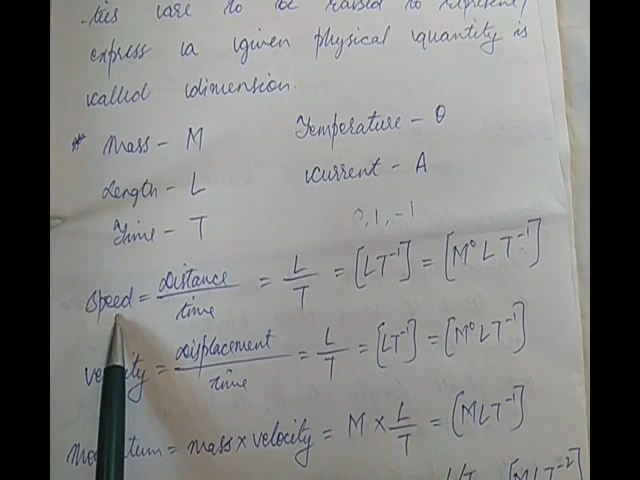 -ties are to be raised to represent/
express a given physical quantity is
called dimension.
* Mass - M Temperature - θ
Length - L Current - A
Time - T 0, 1, -1
Speed = distance/time = L/T = [LT⁻¹] = [M⁰LT⁻¹]
velocity = displacement/time = L/T = [LT⁻¹] = [M⁰LT⁻¹]
Momentum = mass × velocity = M × L/T = [MLT⁻¹]
L/T [MLT⁻²]